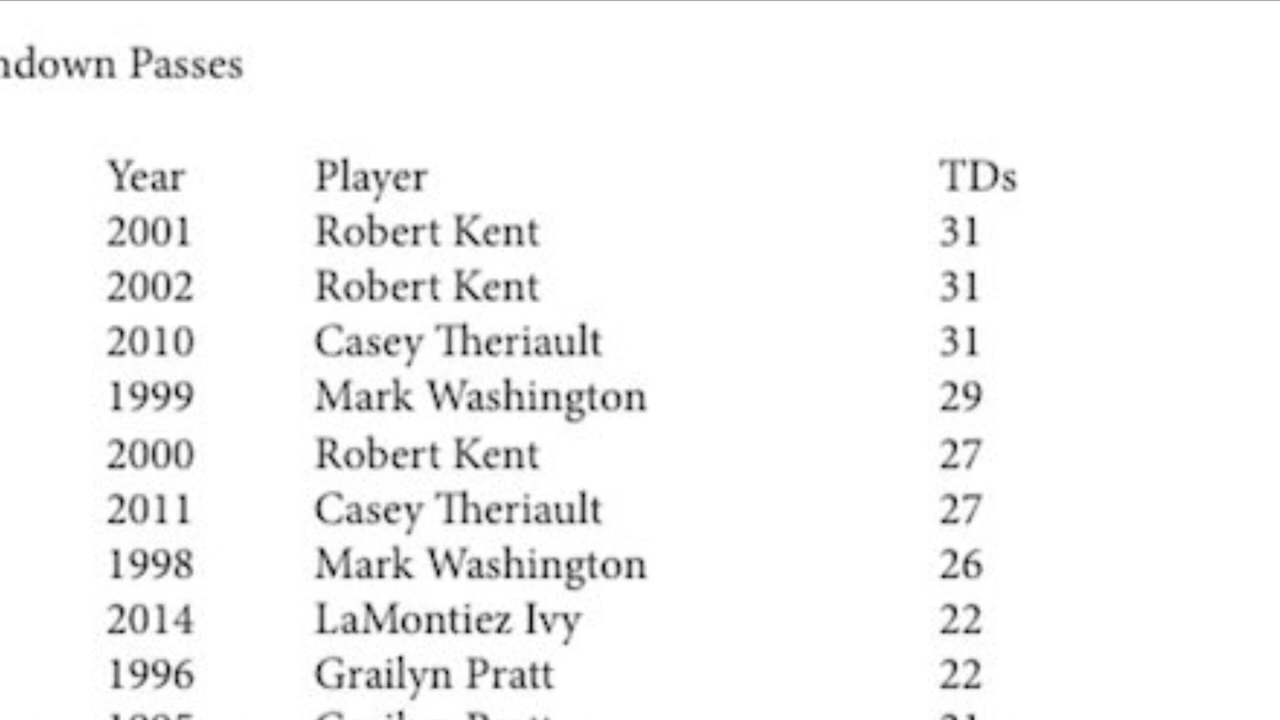 ndown Passes
Year Player TDs
2001 Robert Kent 31
2002 Robert Kent 31
2010 Casey Theriault 31
1999 Mark Washington 29
2000 Robert Kent 27
2011 Casey Theriault 27
1998 Mark Washington 26
2014 LaMontiez Ivy 22
1996 Grailyn Pratt 22